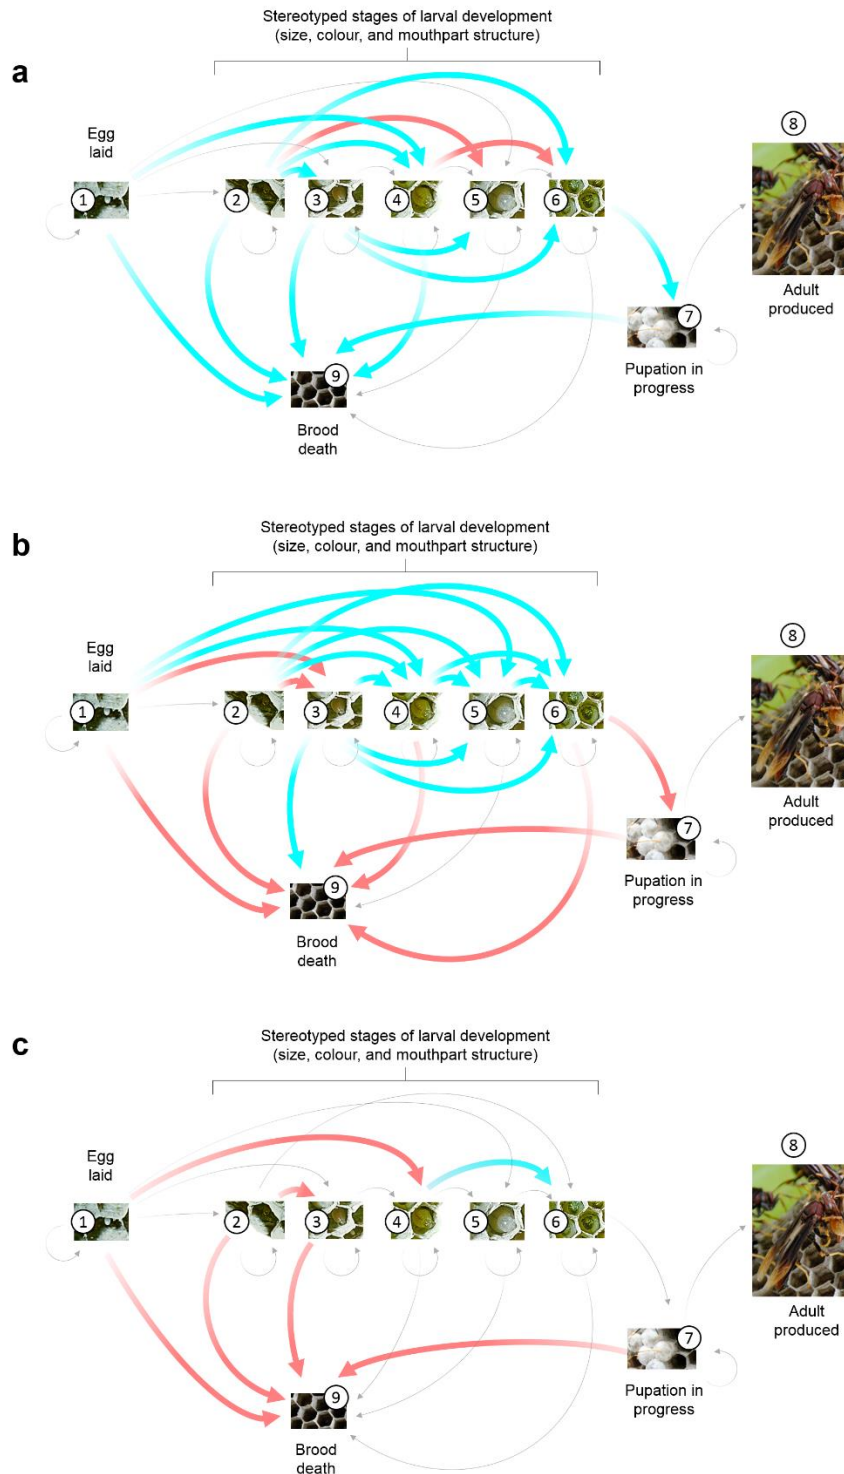 Stereotyped stages of larval development
(size, colour, and mouthpart structure)
a
8
Egg
laid
1
2
3
4
5
6
Adult
produced
7
9
Pupation in
progress
Brood
death
Stereotyped stages of larval development
(size, colour, and mouthpart structure)
b
8
Egg
laid
1
2
3
4
5
6
Adult
produced
7
Pupation in
progress
9
Brood
death
Stereotyped stages of larval development
(size, colour, and mouthpart structure)
c
8
Egg
laid
1
2
3
4
5
6
Adult
produced
7
Pupation in
progress
9
Brood
death